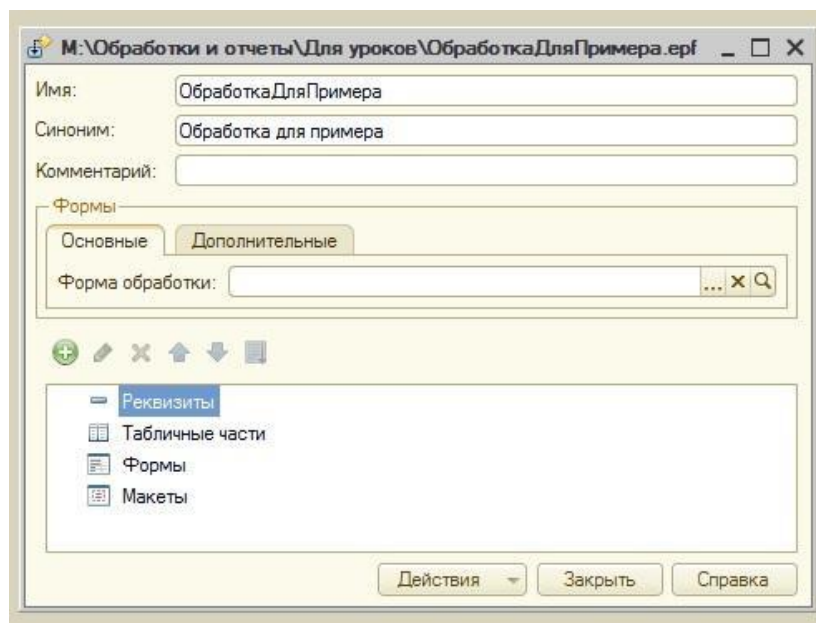 М:\Обработки и отчеты\Для уроков\ОбработкаДляПримера.epf
Имя: ОбработкаДляПримера
Синоним: Обработка для примера
Комментарий:
Формы
Основные Дополнительные
Форма обработки: ...
Реквизиты
Табличные части
Формы
Макеты
Действия Закрыть Справка